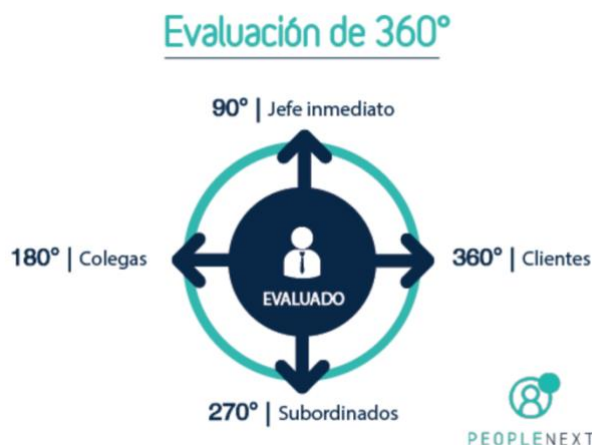 Evaluación de 360°
90° | Jefe inmediato
180° | Colegas
EVALUADO
360° | Clientes
270° | Subordinados
PEOPLENEXT